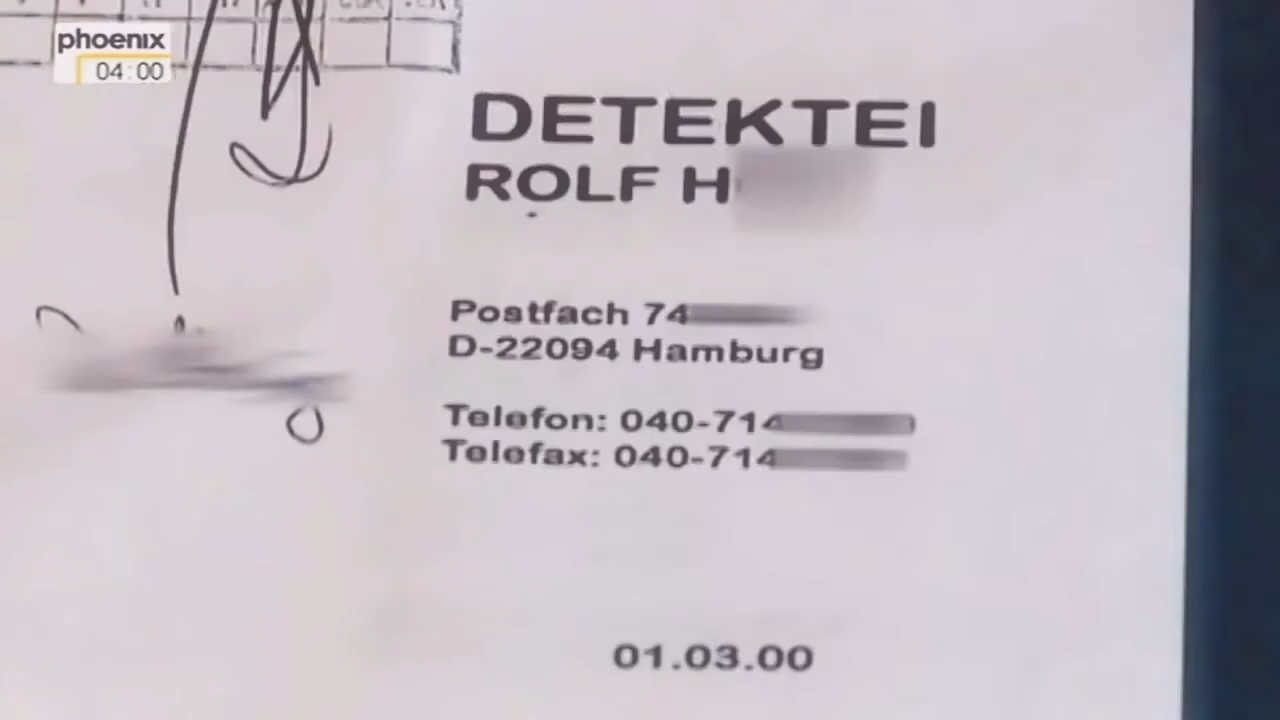 phoenix
04:00
DETEKTEI
ROLF H
Postfach 74
D-22094 Hamburg
Telefon: 040-714
Telefax: 040-714
01.03.00